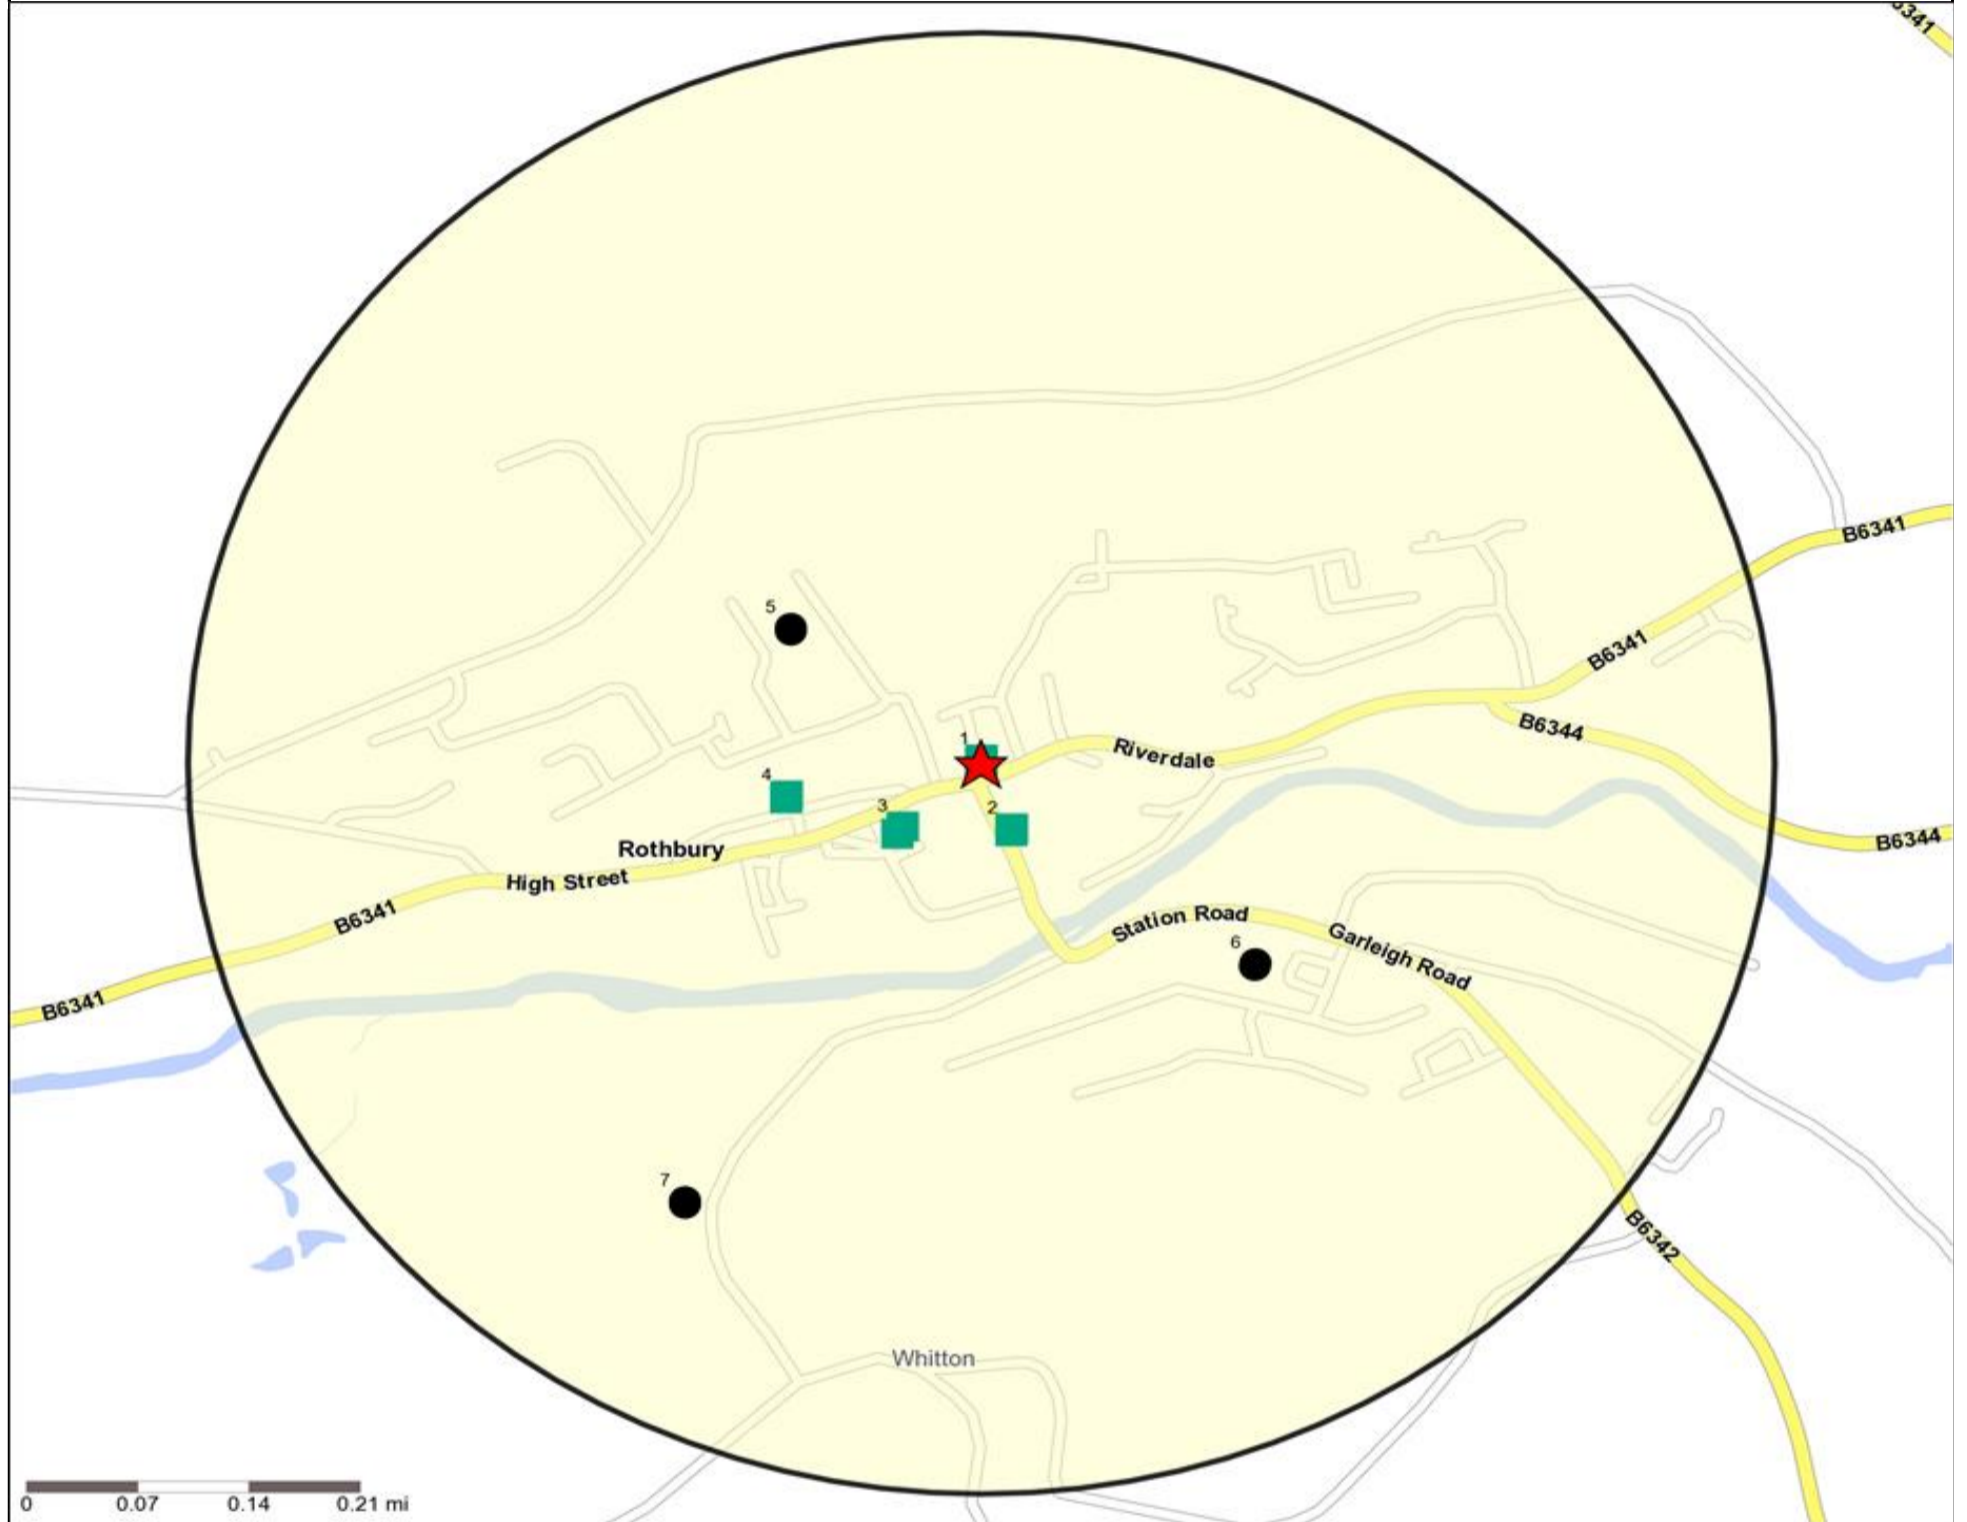 6341
B6341
5
B6341
B6344
1
Riverdale
4
3
2
Rothbury
B6344
High Street
B6341
Station Road
6
Garleigh Road
B6341
7
B6342
Whitton
0 0.07 0.14 0.21 mi